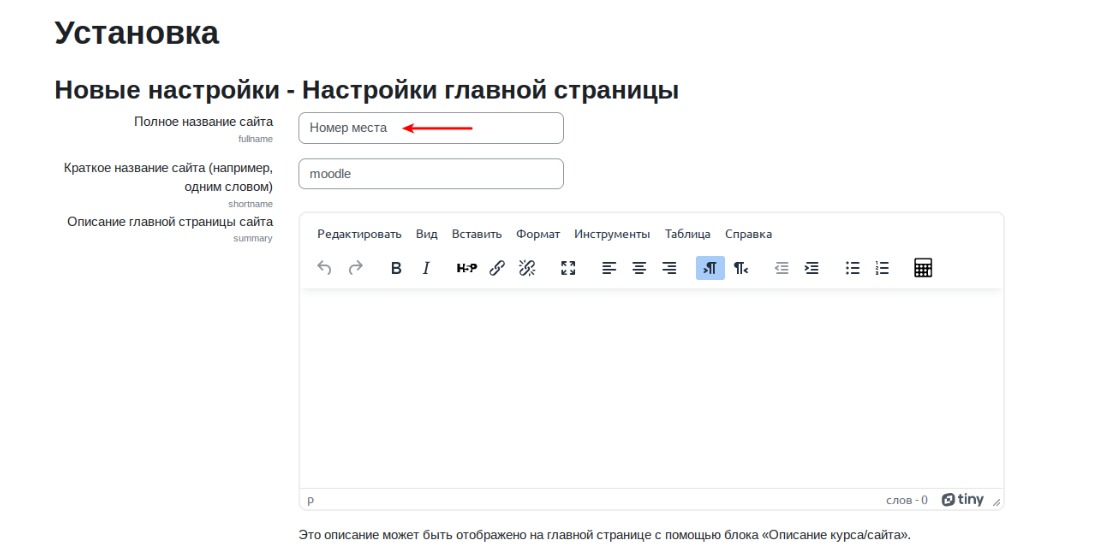 Установка
Новые настройки - Настройки главной страницы
Полное название сайта
fullname
Номер места
Краткое название сайта (например,
одним словом)
shortname
moodle
Описание главной страницы сайта
summary
Редактировать Вид Вставить Формат Инструменты Таблица Справка
B I H-P
p
слов - 0 tiny
Это описание может быть отображено на главной странице с помощью блока «Описание курса/сайта».